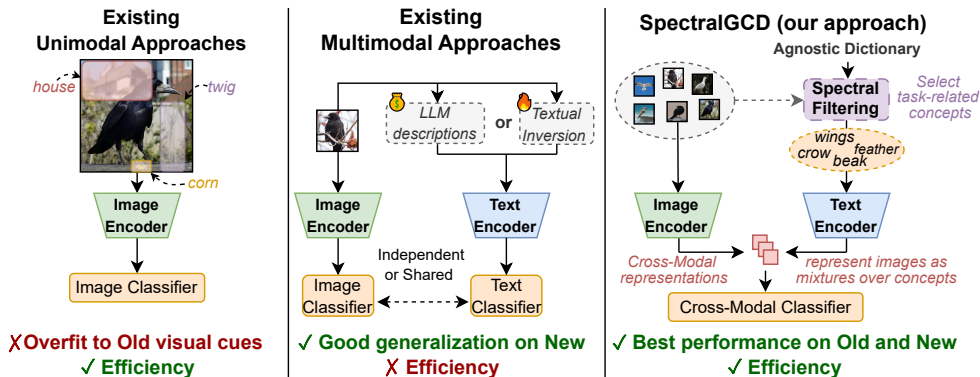 Existing
Unimodal Approaches
house
twig
corn
Image
Encoder
Image Classifier
✗Overfit to Old visual cues
✓ Efficiency
Existing
Multimodal Approaches
LLM
descriptions
or
Textual
Inversion
Image
Encoder
Text
Encoder
Independent
or Shared
Image
Classifier
Text
Classifier
✓ Good generalization on New
✗ Efficiency
SpectralGCD (our approach)
Agnostic Dictionary
Spectral
Filtering
Select
task-related
concepts
wings
crow feather
beak
Image
Encoder
Text
Encoder
Cross-Modal
representations
represent images as
mixtures over concepts
Cross-Modal Classifier
✓ Best performance on Old and New
✓ Efficiency